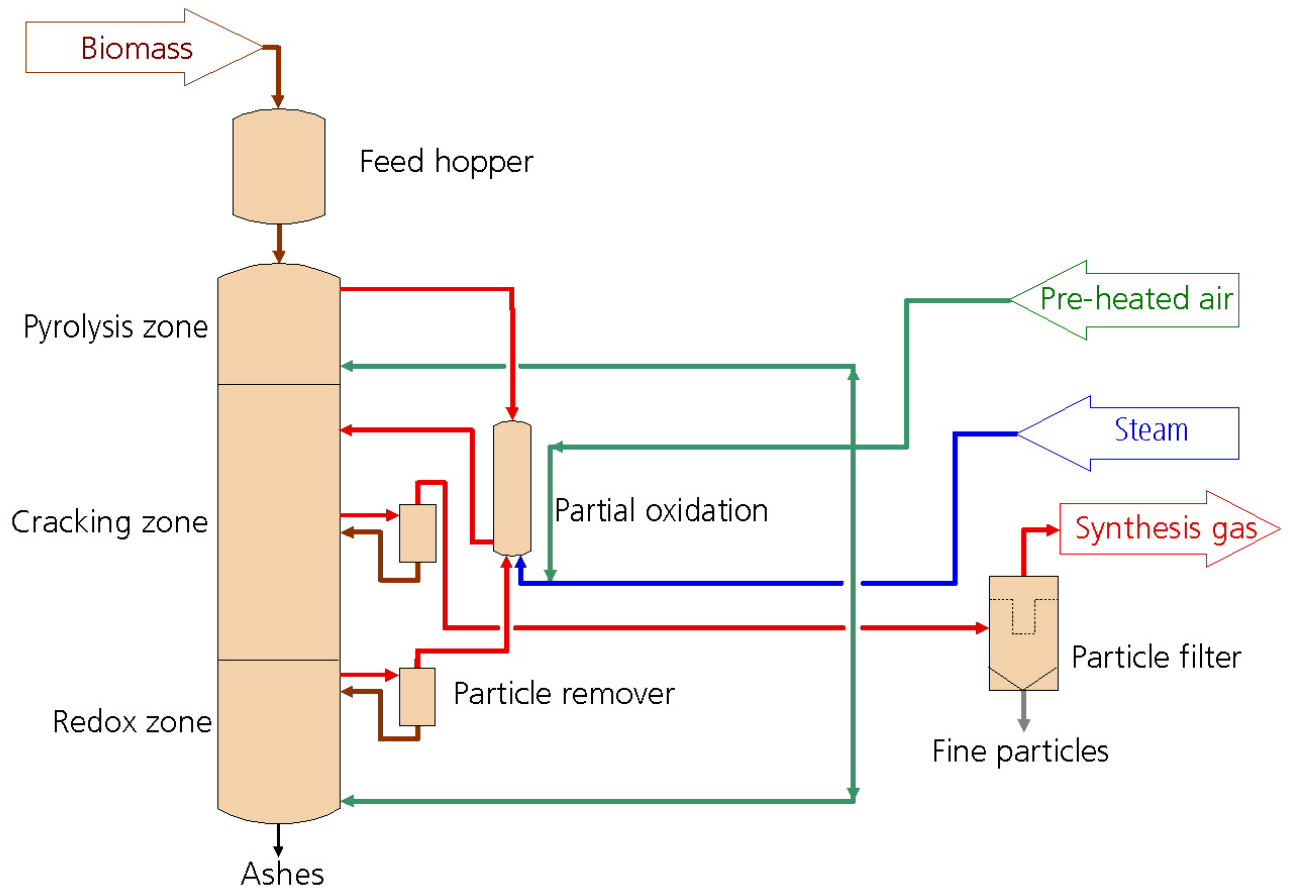 Biomass
Feed hopper
Pyrolysis zone
Pre-heated air
Steam
Partial oxidation
Cracking zone
Synthesis gas
Particle filter
Particle remover
Redox zone
Fine particles
Ashes